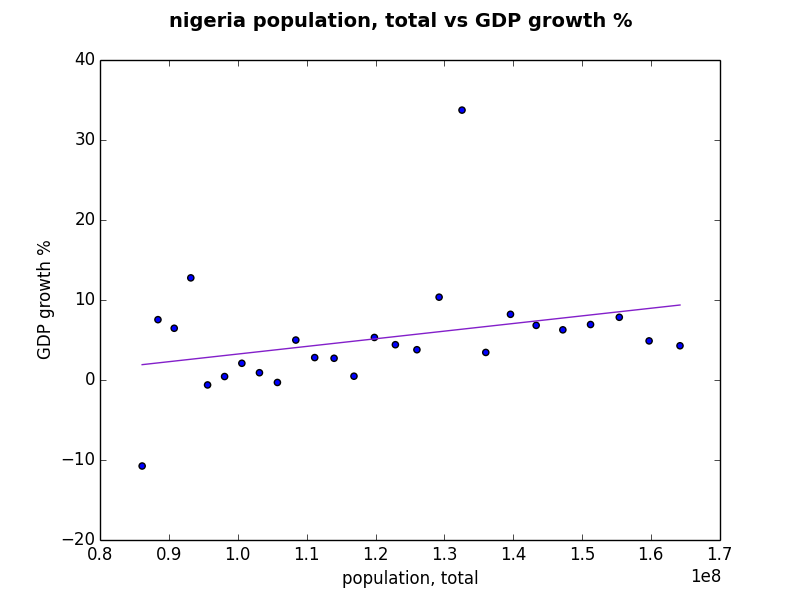 nigeria population, total vs GDP growth %
40
30
20
10
0
−10
−20
GDP growth %
0.8 0.9 1.0 1.1 1.2 1.3 1.4 1.5 1.6 1.7
1e8
population, total